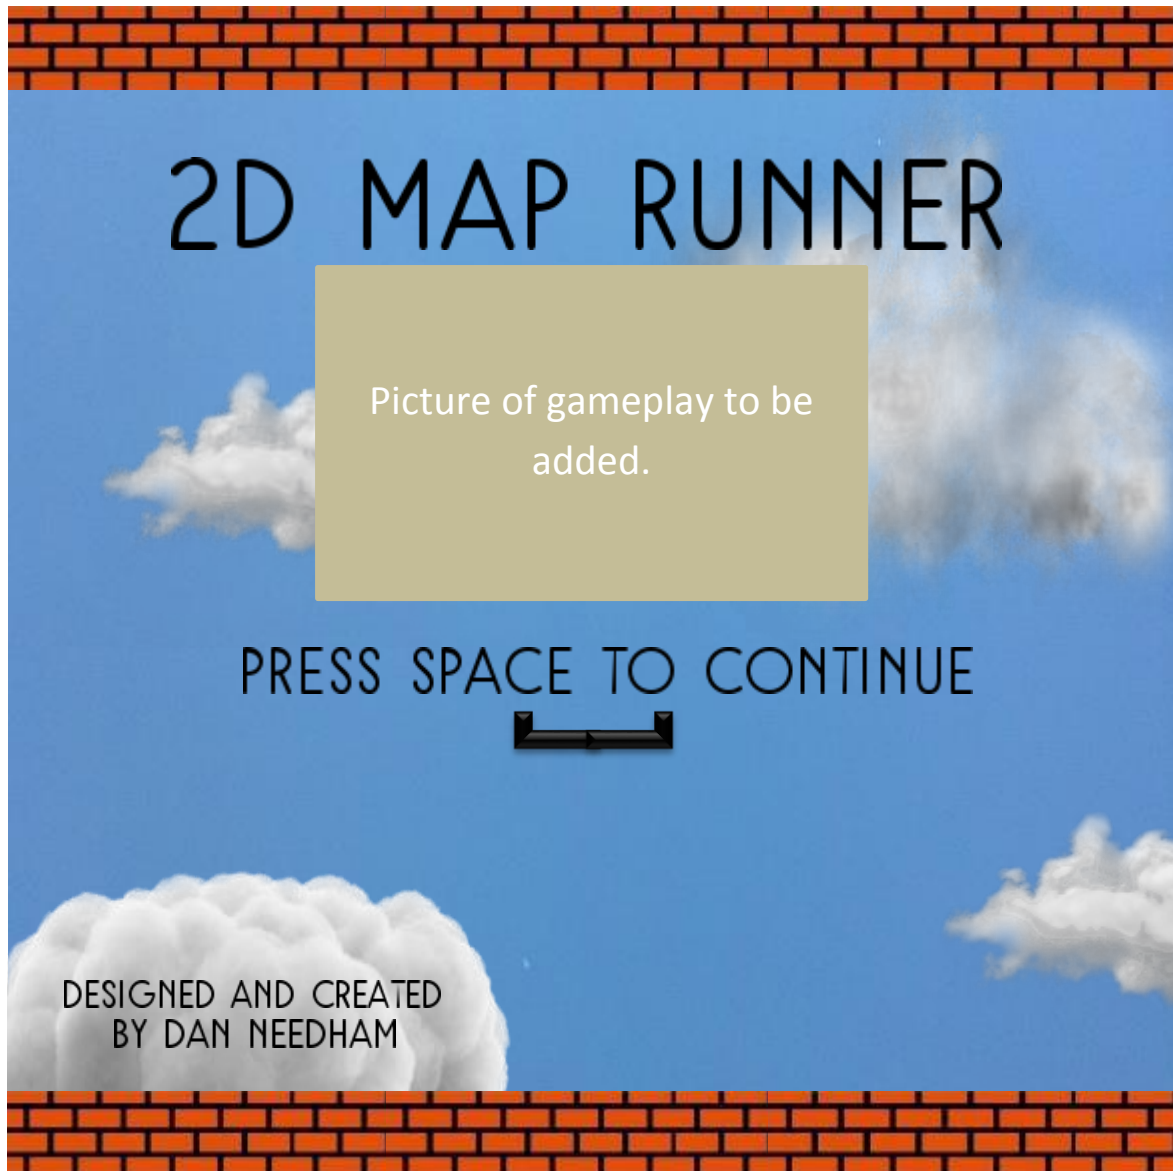 2D MAP RUNNER
Picture of gameplay to be
added.
PRESS SPACE TO CONTINUE
DESIGNED AND CREATED
BY DAN NEEDHAM